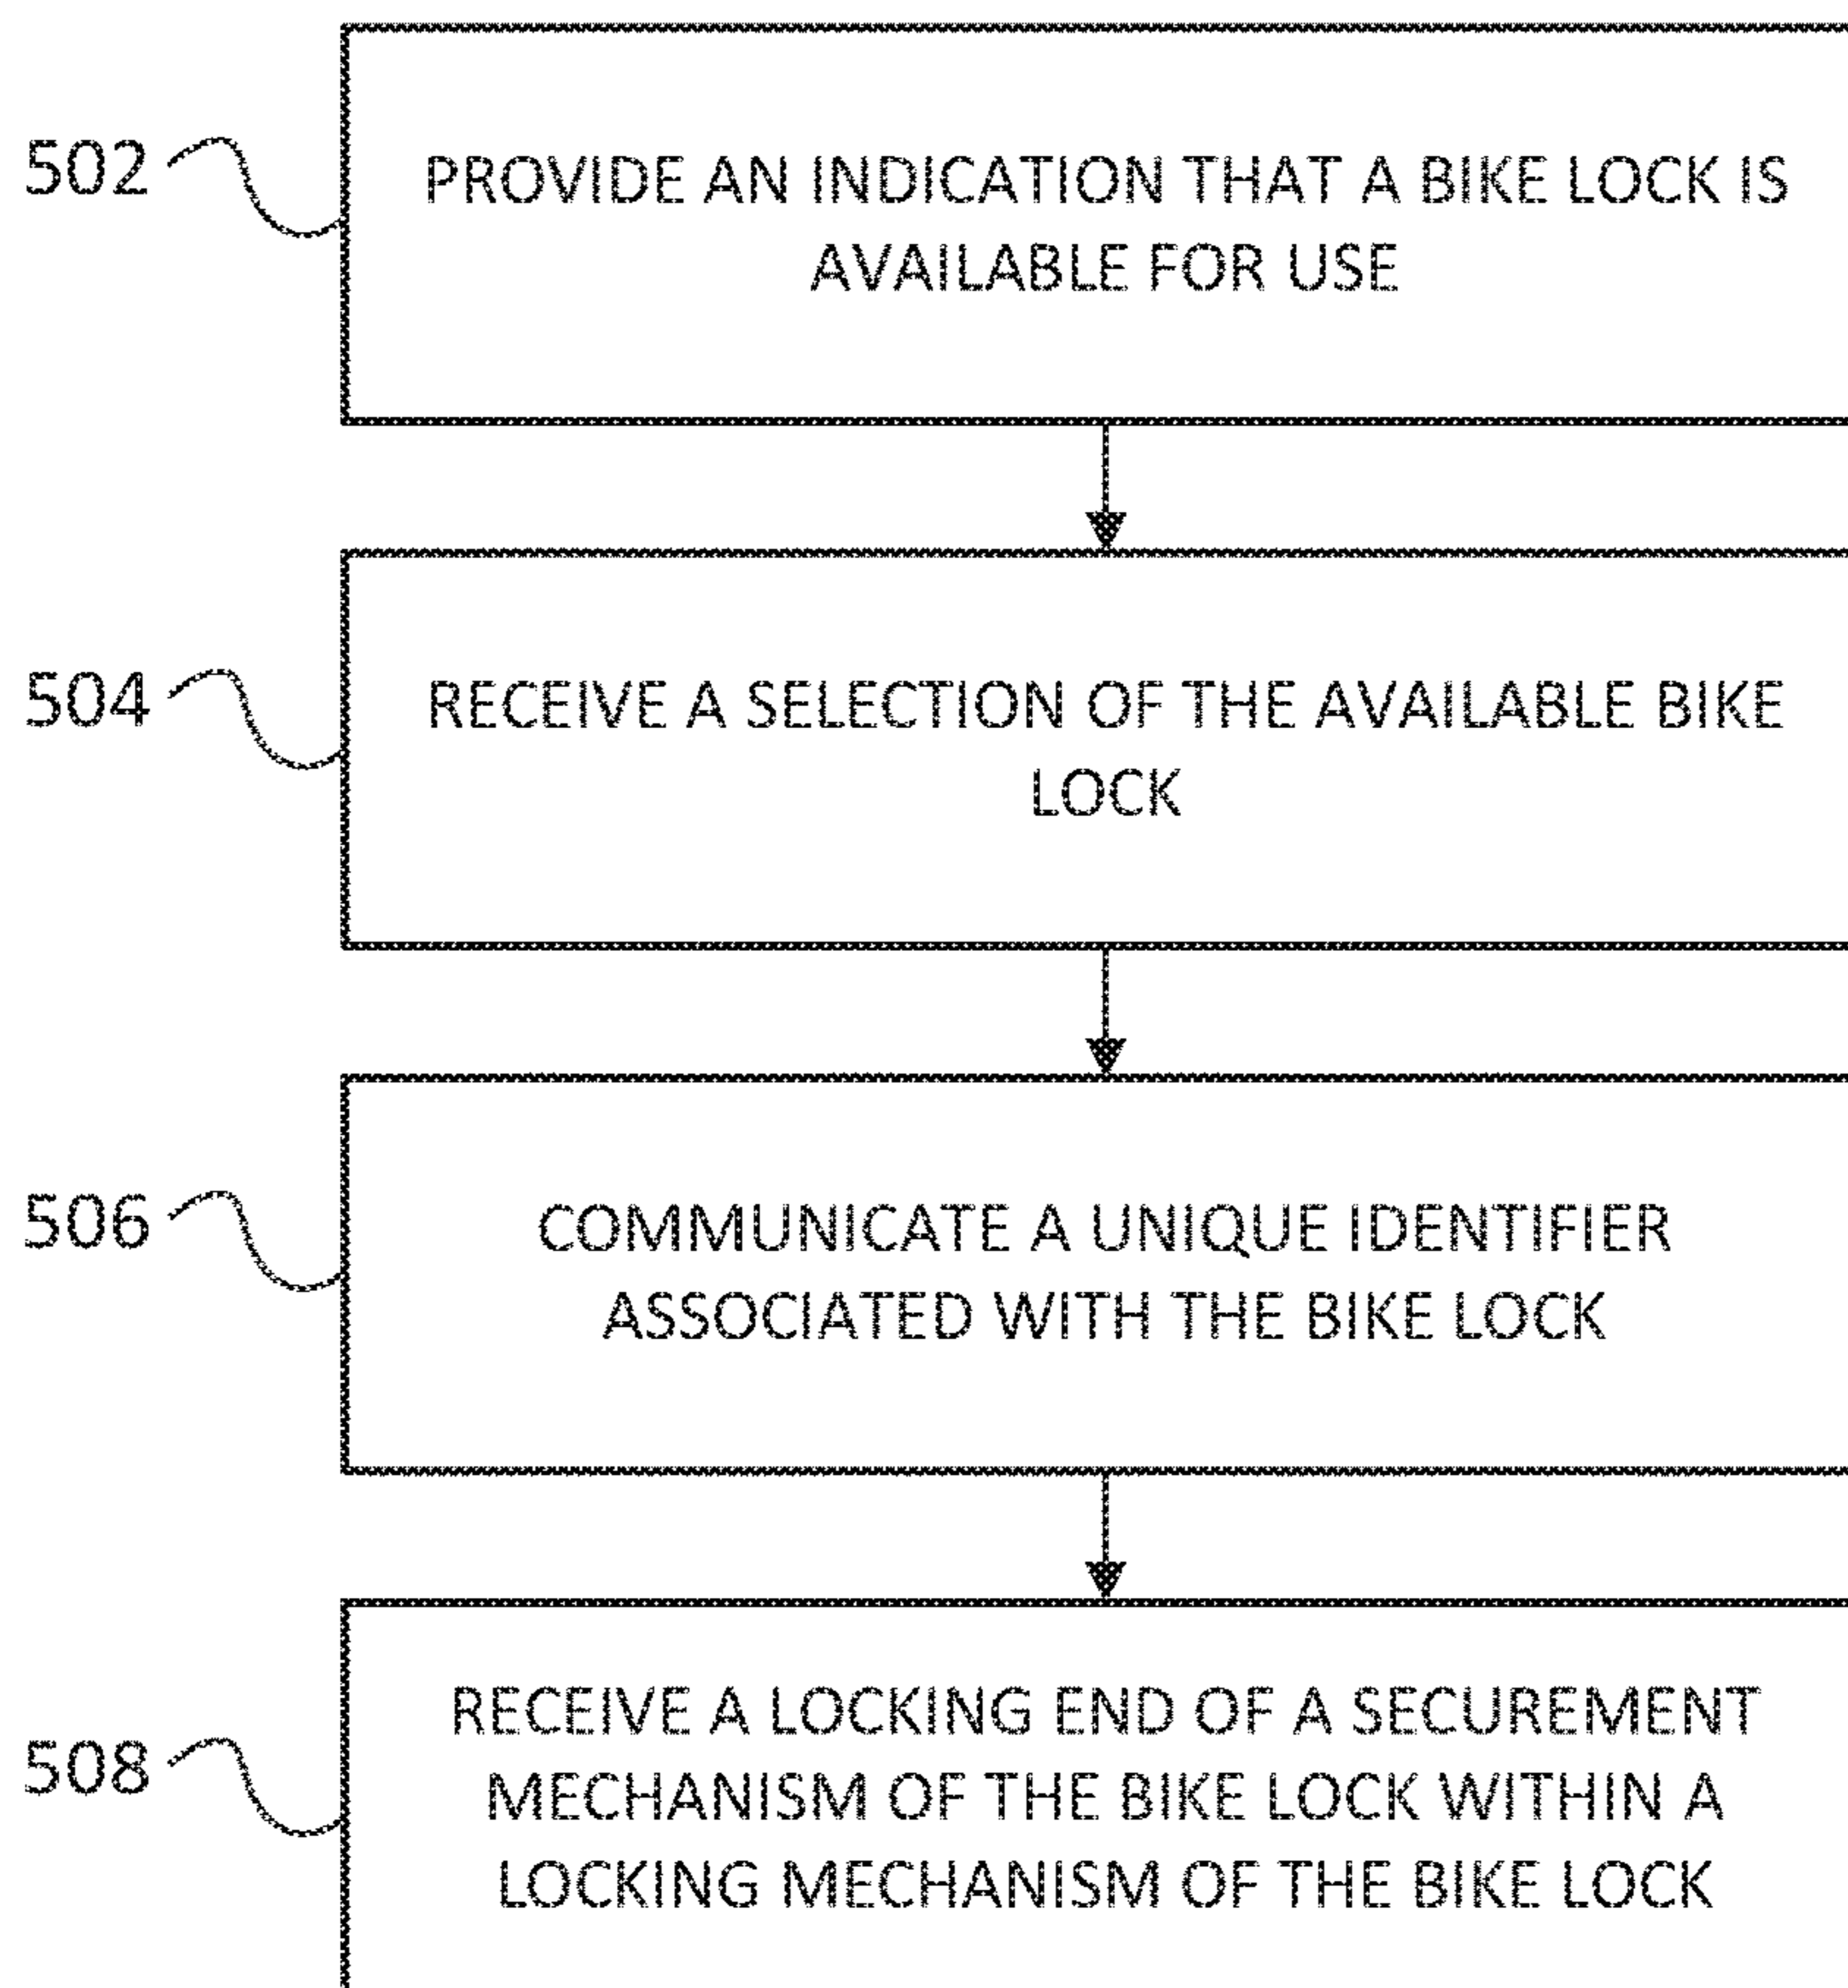 502
PROVIDE AN INDICATION THAT A BIKE LOCK IS
AVAILABLE FOR USE
504
RECEIVE A SELECTION OF THE AVAILABLE BIKE
LOCK
506
COMMUNICATE A UNIQUE IDENTIFIER
ASSOCIATED WITH THE BIKE LOCK
508
RECEIVE A LOCKING END OF A SECUREMENT
MECHANISM OF THE BIKE LOCK WITHIN A
LOCKING MECHANISM OF THE BIKE LOCK